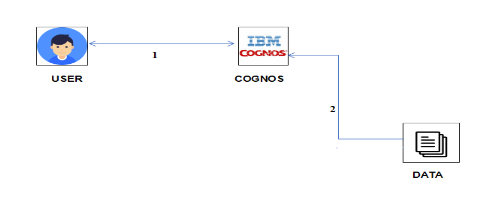 IBM
COGNOS
1
USER
COGNOS
2
DATA